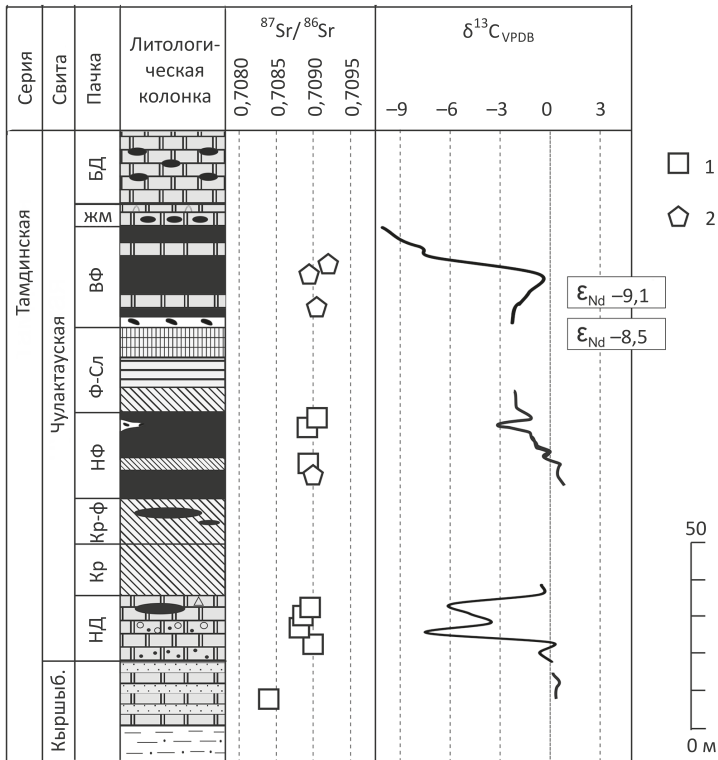 Серия
Свита
Пачка
Литологи-
ческая
колонка
87Sr/86Sr
0,7080
0,7085
0,7090
0,7095
δ13CVPDB
−9
−6
−3
0
3
Тамдинская
Чулактауская
Кыршыб.
БД
ЖМ
ВФ
Ф-Сл
НФ
Кр-ф
Кр
НД
εNd −9,1
εNd −8,5
1
2
50
0 м